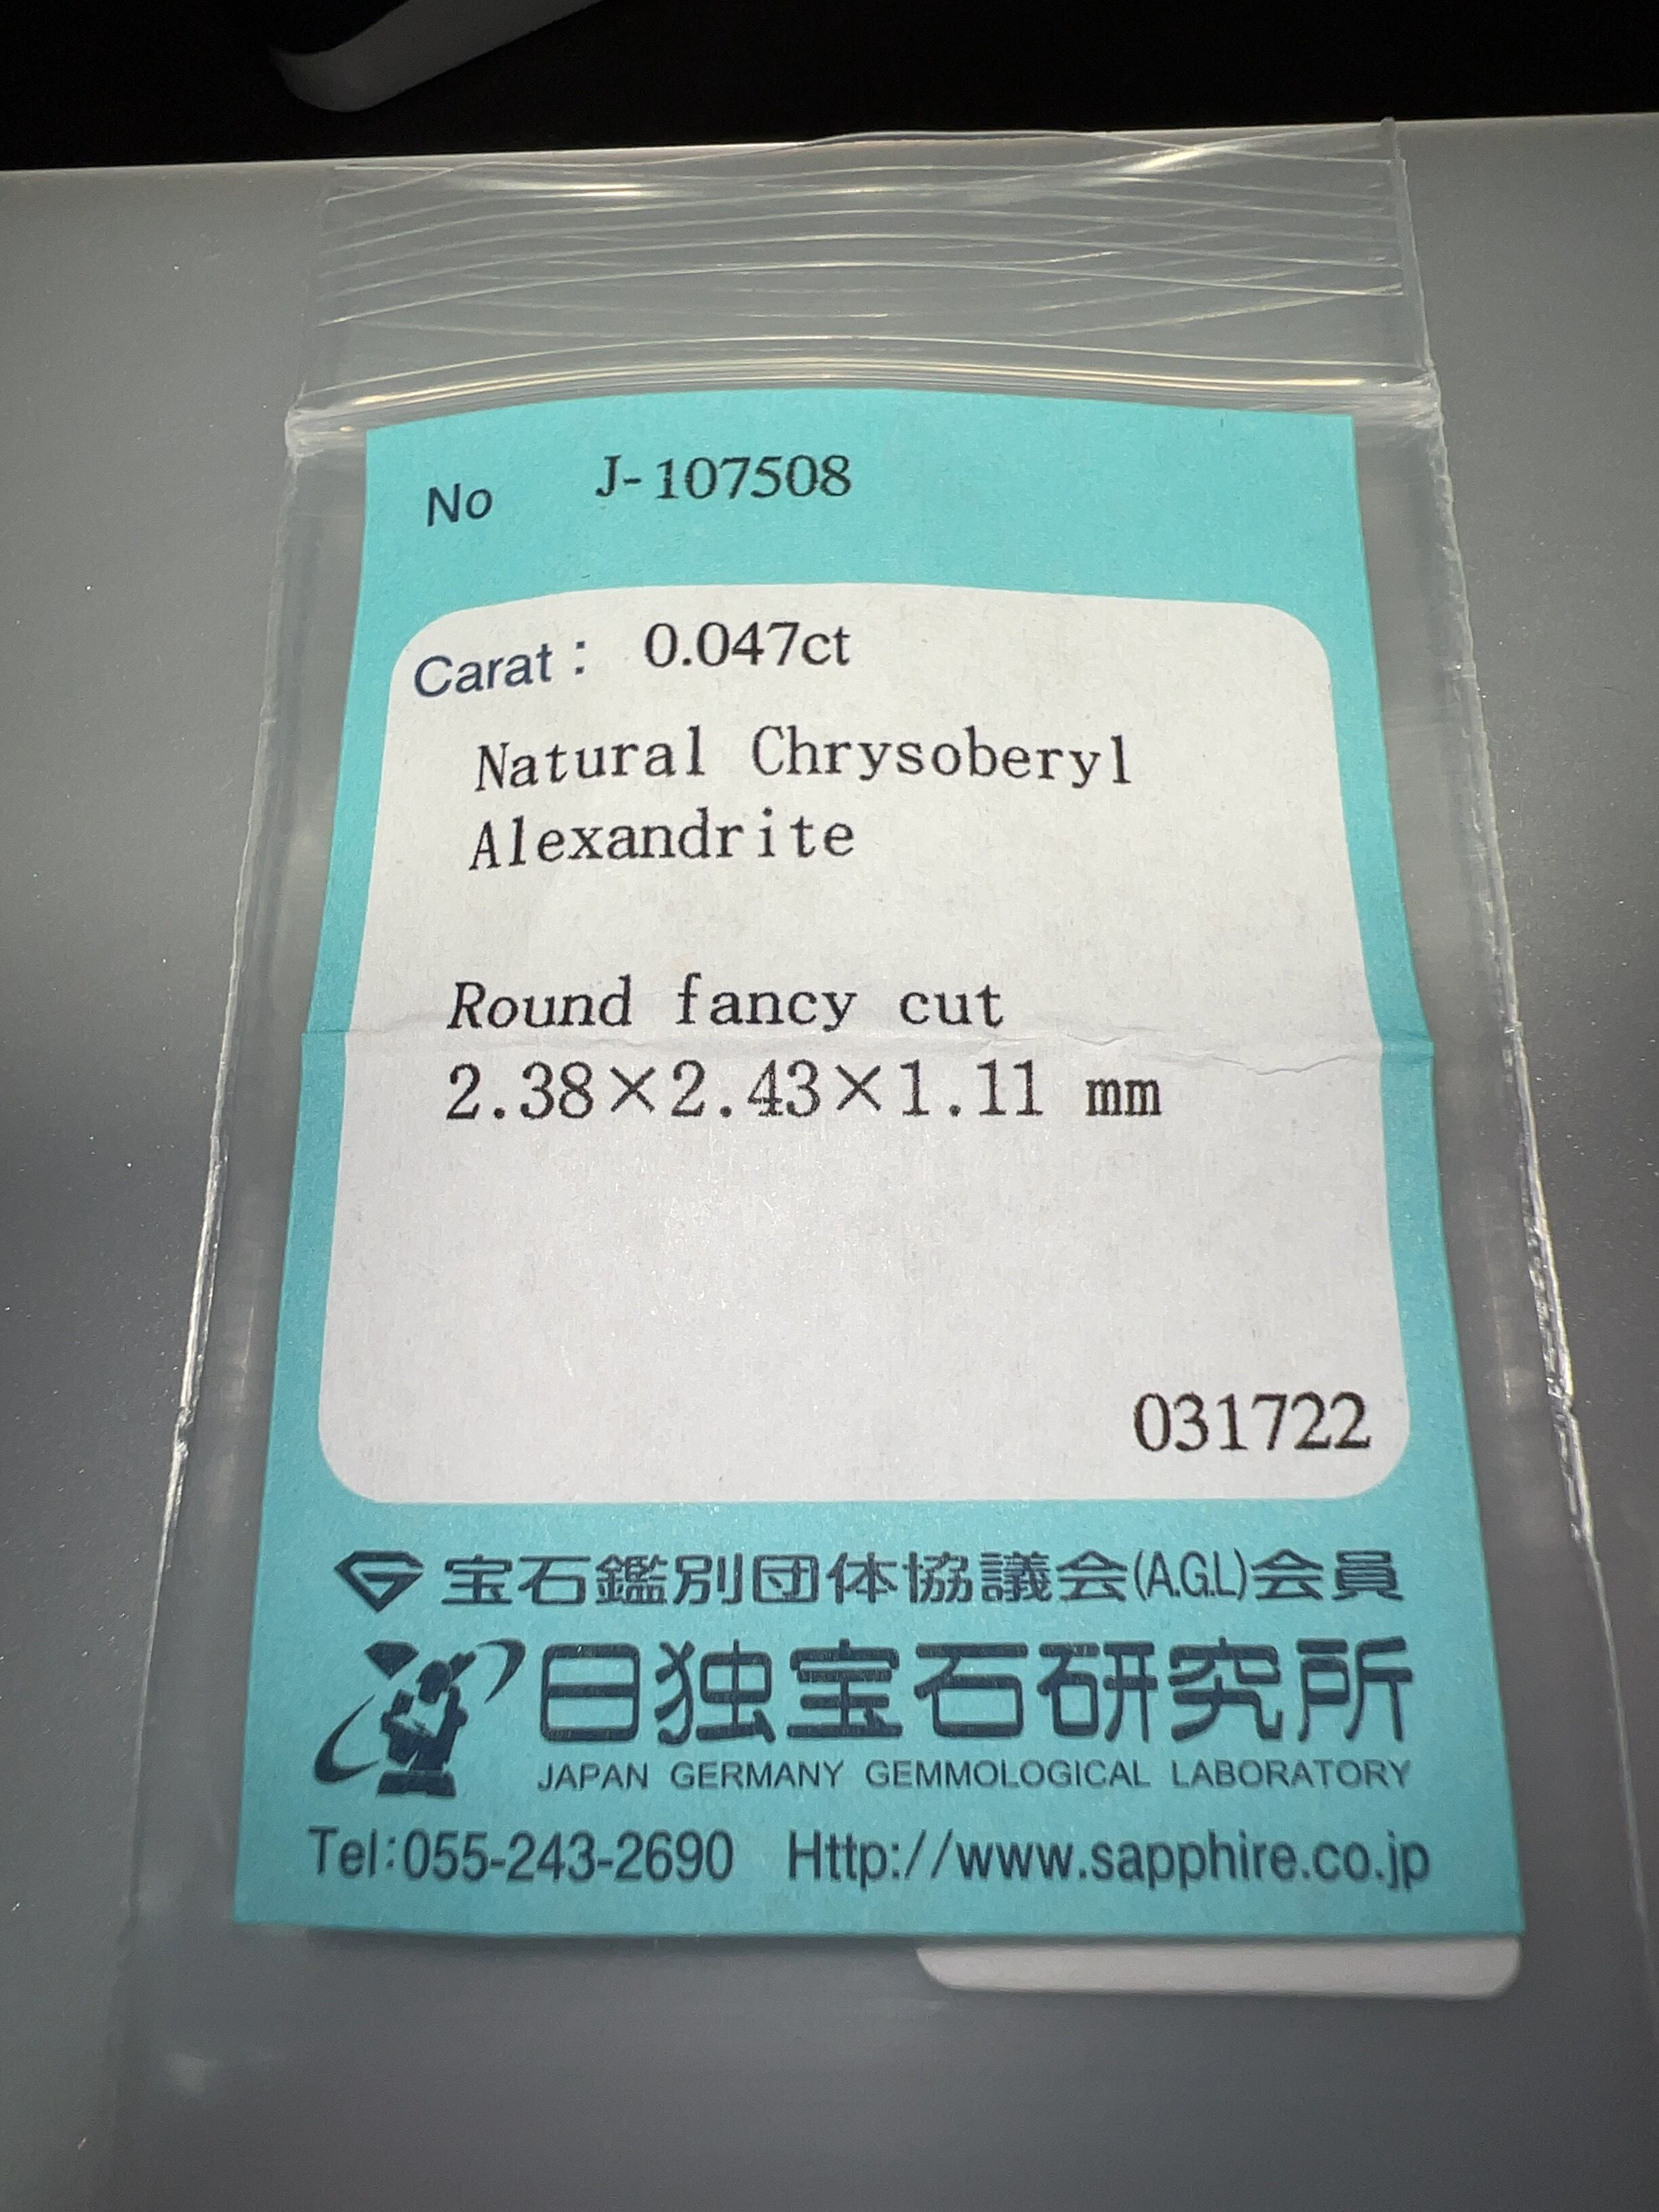 No J-107508
Carat: 0.047ct
Natural Chrysoberyl
Alexandrite
Round fancy cut
2.38×2.43×1.11 mm
031722
宝石鑑別団体協議会(A.G.L)会員
日独宝石研究所
JAPAN GERMANY GEMMOLOGICAL LABORATORY
Tel:055-243-2690 Http://www.sapphire.co.jp